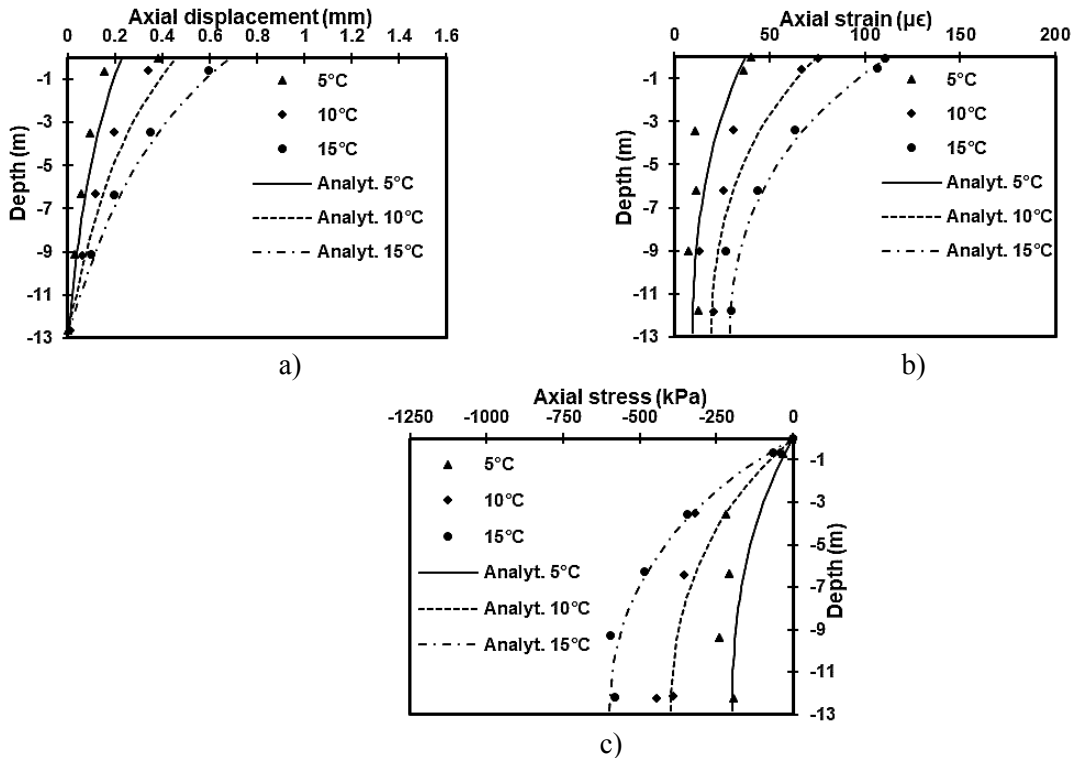 Axial displacement (mm)
0 0.2 0.4 0.6 0.8 1 1.2 1.4 1.6
-1
-3
-5
-7
-9
-11
-13
Depth (m)
5°C
10°C
15°C
Analyt. 5°C
Analyt. 10°C
Analyt. 15°C
a)
Axial strain (µє)
0 50 100 150 200
-1
-3
-5
-7
-9
-11
-13
Depth (m)
5°C
10°C
15°C
Analyt. 5°C
Analyt. 10°C
Analyt. 15°C
b)
Axial stress (kPa)
-1250 -1000 -750 -500 -250 0
5°C
10°C
15°C
Analyt. 5°C
Analyt. 10°C
Analyt. 15°C
-1
-3
-5
-7
-9
-11
-13
Depth (m)
c)